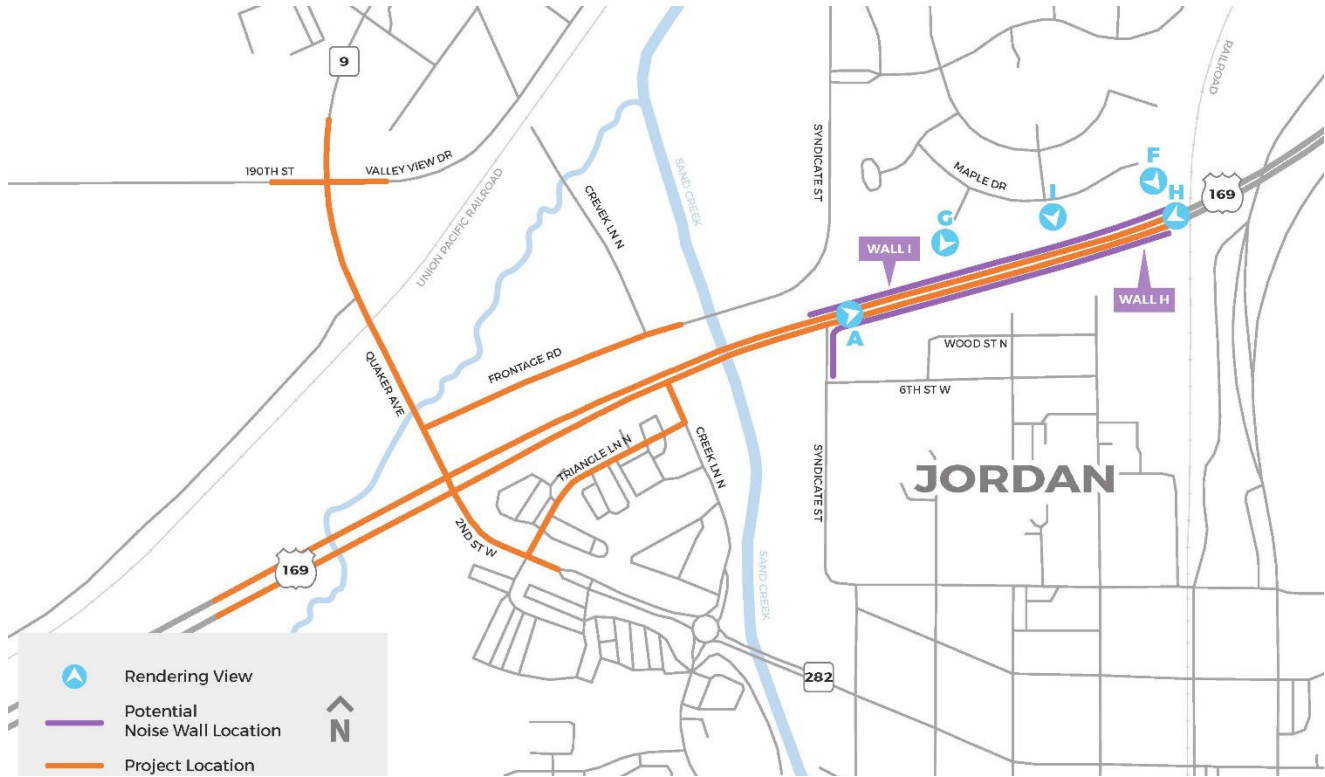 9
190TH ST
VALLEY VIEW DR
UNION PACIFIC RAILROAD
CREVEK LN N
SAND CREEK
SYNDICATE ST
MAPLE DR
RAILROAD
F
I
H
G
169
WALL I
WALL H
A
QUAKER AVE
FRONTAGE RD
WOOD ST N
6TH ST W
TRIANGLE LN N
CREEK LN N
SYNDICATE ST
JORDAN
2ND ST W
169
SAND CREEK
282
Rendering View
Potential
Noise Wall Location
N
Project Location